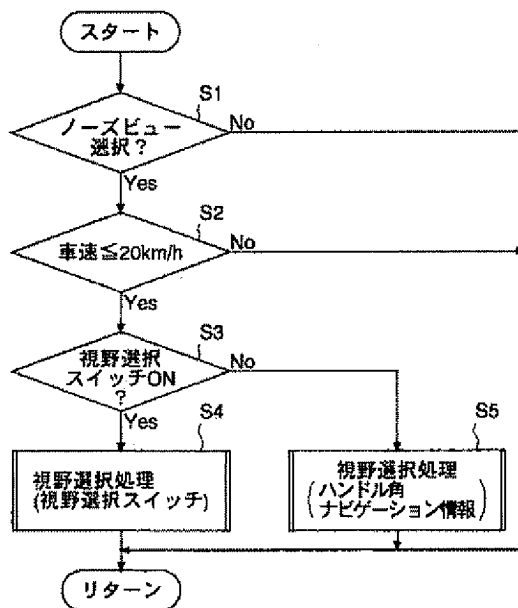 スタート
S1
ノーズビュー
選択？
No
Yes
S2
車速≦20km/h
No
Yes
S3
視野選択
スイッチON
？
No
Yes
S4
視野選択処理
(視野選択スイッチ)
S5
視野選択処理
(ハンドル角
ナビゲーション情報)
リターン